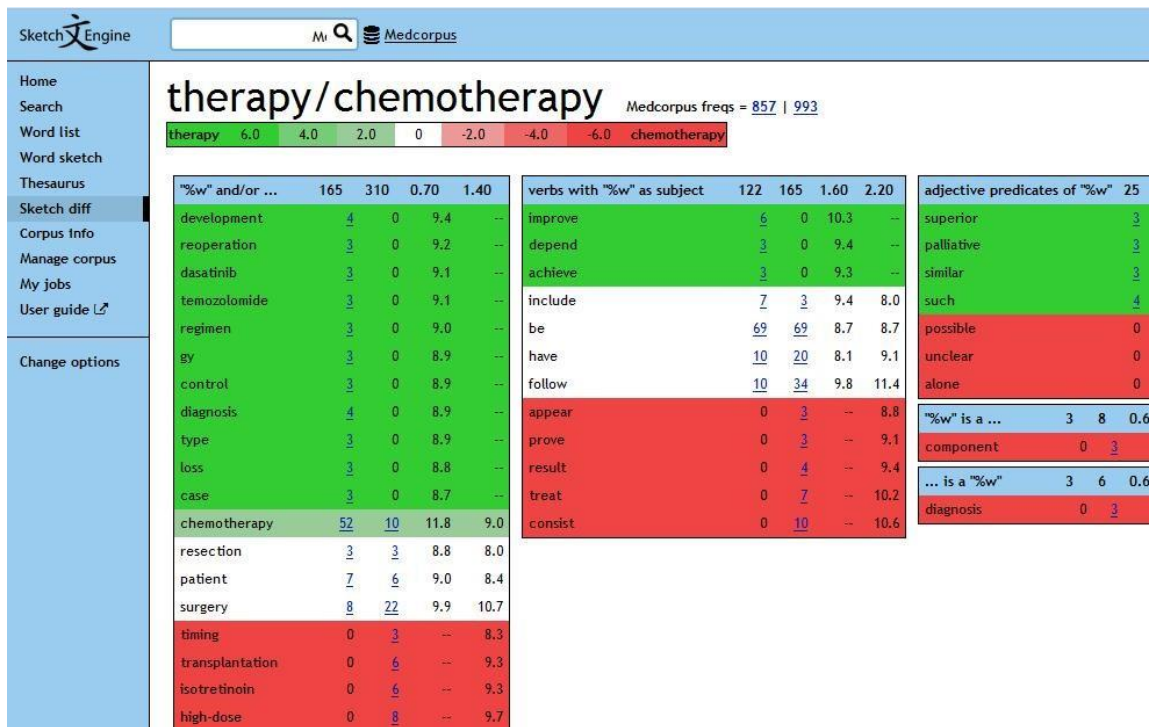 Sketch Engine
Medcorpus
Home
Search
Word list
Word sketch
Thesaurus
Sketch diff
Corpus info
Manage corpus
My jobs
User guide
Change options
therapy/chemotherapy Medcorpus freqs = 857 | 993
therapy 6.0 4.0 2.0 0 -2.0 -4.0 -6.0 chemotherapy
"%w" and/or ... 165 310 0.70 1.40
development 4 0 9.4 --
reoperation 3 0 9.2 --
dasatinib 3 0 9.1 --
temozolomide 3 0 9.1 --
regimen 3 0 9.0 --
gy 3 0 8.9 --
control 3 0 8.9 --
diagnosis 4 0 8.9 --
type 3 0 8.9 --
loss 3 0 8.8 --
case 3 0 8.7 --
chemotherapy 52 10 11.8 9.0
resection 3 3 8.8 8.0
patient 7 6 9.0 8.4
surgery 8 22 9.9 10.7
timing 0 3 -- 8.3
transplantation 0 6 -- 9.3
isotretinoin 0 6 -- 9.3
high-dose 0 8 -- 9.7
verbs with "%w" as subject 122 165 1.60 2.20
improve 6 0 10.3 --
depend 3 0 9.4 --
achieve 3 0 9.3 --
include 7 3 9.4 8.0
be 69 69 8.7 8.7
have 10 20 8.1 9.1
follow 10 34 9.8 11.4
appear 0 3 -- 8.8
prove 0 3 -- 9.1
result 0 4 -- 9.4
treat 0 7 -- 10.2
consist 0 10 -- 10.6
adjective predicates of "%w" 25
superior 3
palliative 3
similar 3
such 4
possible 0
unclear 0
alone 0
"%w" is a ... 3 8 0.6
component 0 3
... is a "%w" 3 6 0.6
diagnosis 0 3